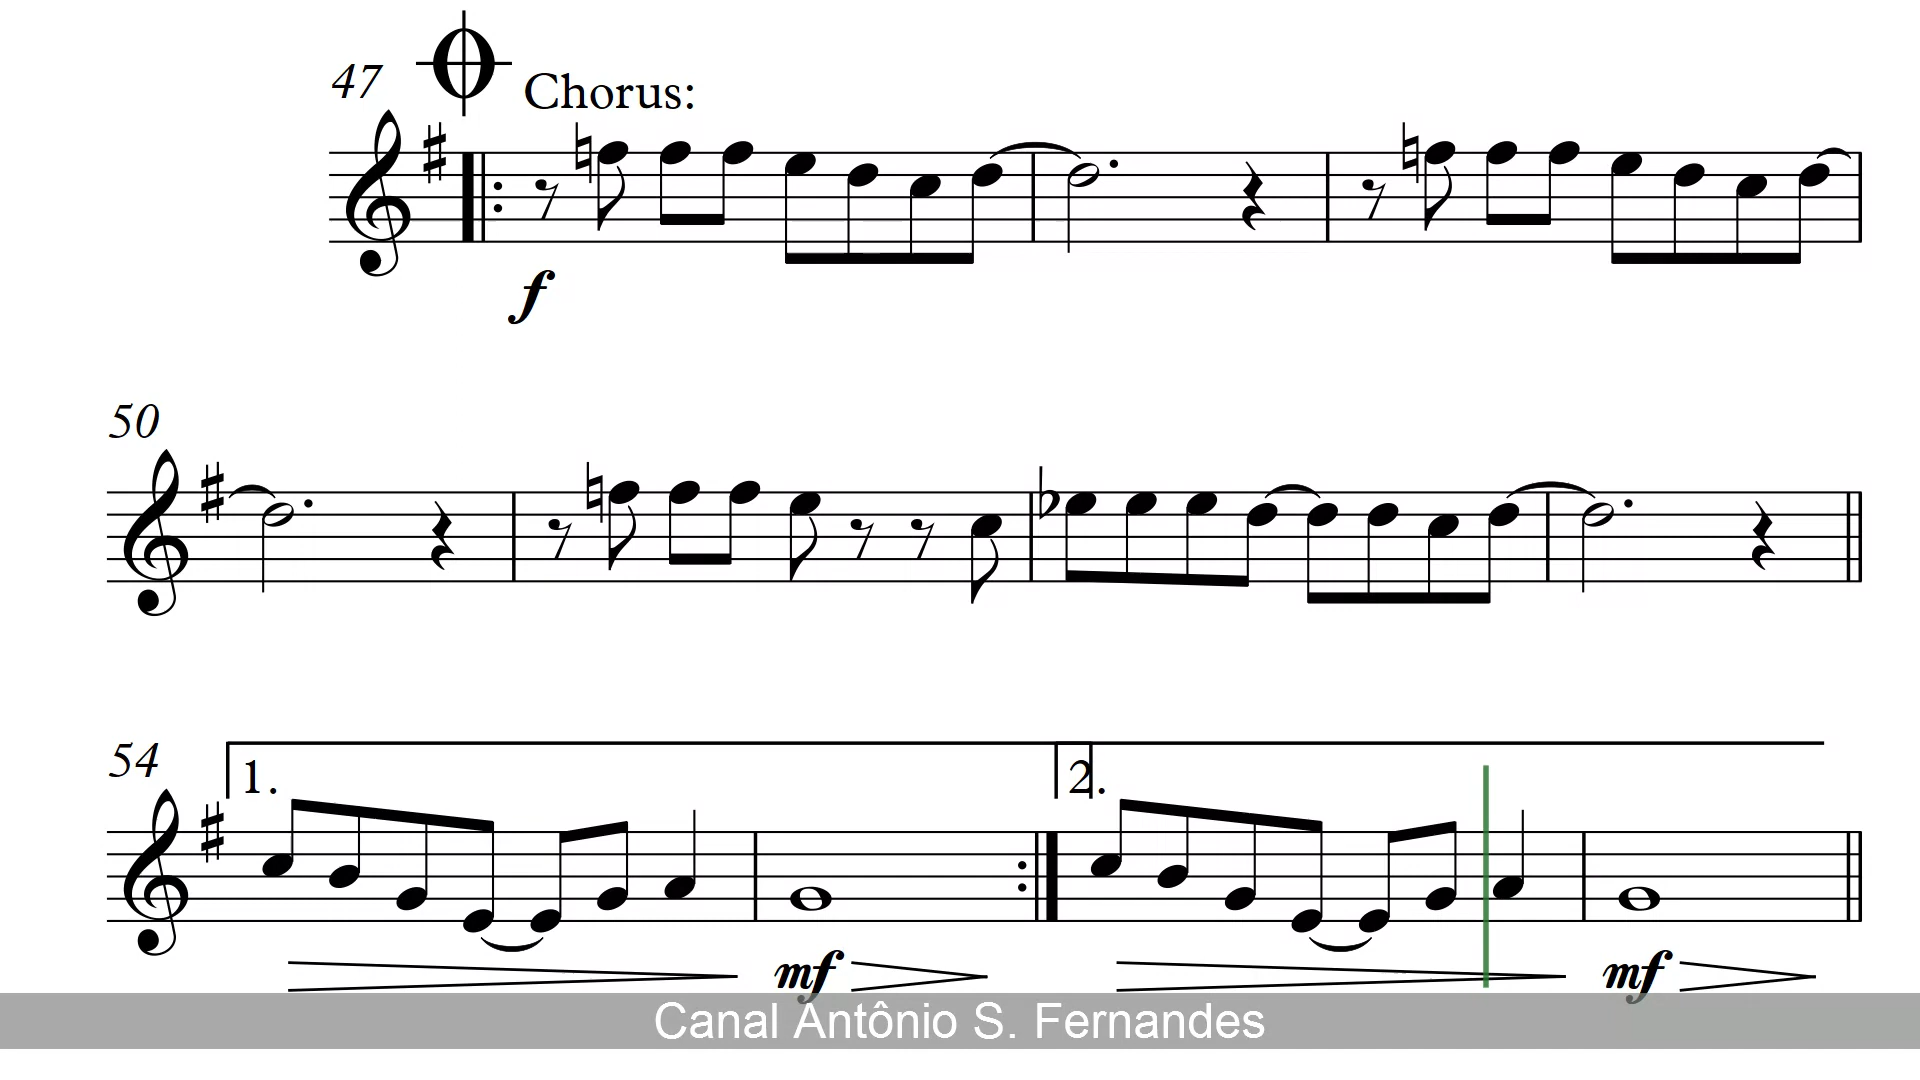 47
Chorus:
f
50
54
1.
2.
mf
mf
Canal Antônio S. Fernandes